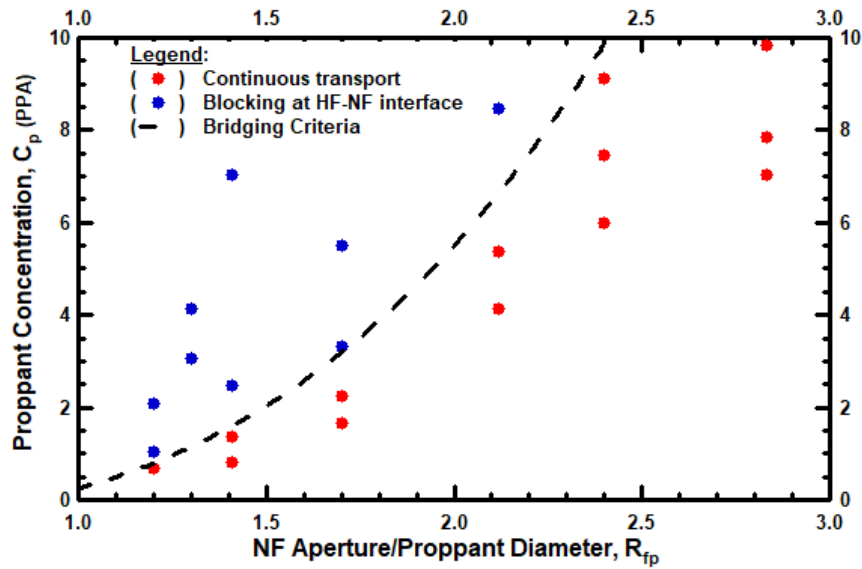 1.0 1.5 2.0 2.5 3.0
10 10
Legend:
( ) Continuous transport
( ) Blocking at HF-NF interface
( ) Bridging Criteria
8 8
6 6
4 4
2 2
0 0
1.0 1.5 2.0 2.5 3.0
Proppant Concentration, Cp (PPA)
NF Aperture/Proppant Diameter, Rfp